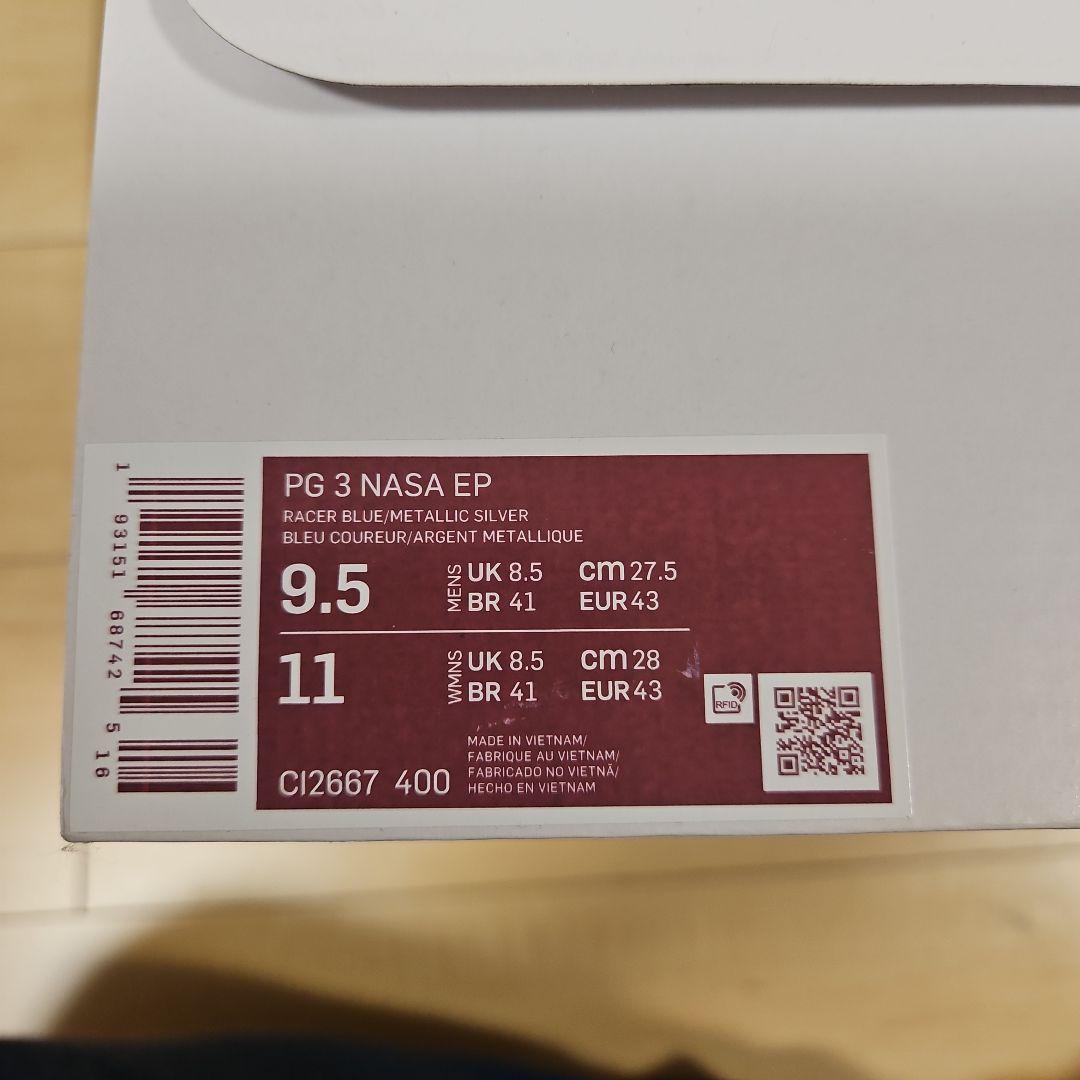 PG 3 NASA EP
RACER BLUE/METALLIC SILVER
BLEU COUREUR/ARGENT METALLIQUE
9.5
MENS
UK 8.5
cm 27.5
BR 41
EUR 43
11
WMNS
UK 8.5
cm 28
BR 41
EUR 43
RFID
MADE IN VIETNAM/
FABRIQUE AU VIETNAM/
FABRICADO NO VIETNÃ/
HECHO EN VIETNAM
CI2667 400
1 93151 68742 5 16